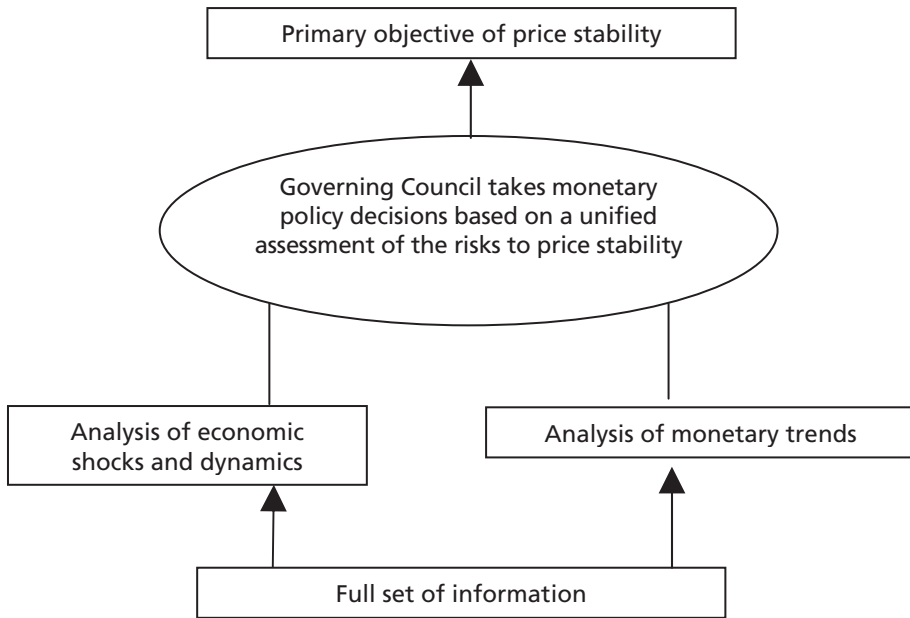 Primary objective of price stability
Governing Council takes monetary
policy decisions based on a unified
assessment of the risks to price stability
Analysis of economic
shocks and dynamics
Analysis of monetary trends
Full set of information